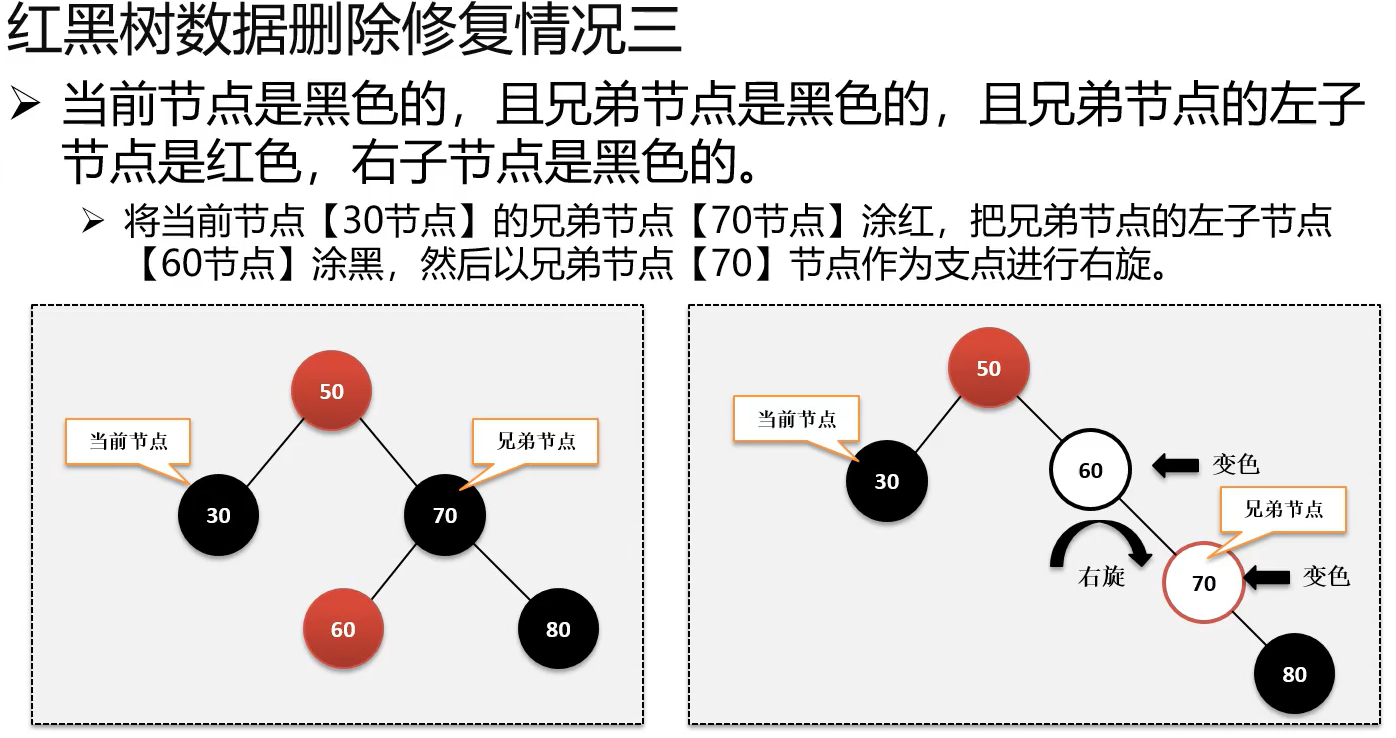 红黑树数据删除修复情况三
当前节点是黑色的，且兄弟节点是黑色的，且兄弟节点的左子
节点是红色，右子节点是黑色的。
将当前节点【30节点】的兄弟节点【70节点】涂红，把兄弟节点的左子节点
【60节点】涂黑，然后以兄弟节点【70】节点作为支点进行右旋。
50
当前节点
兄弟节点
30
70
60
80
50
当前节点
30
60
变色
兄弟节点
右旋
70
变色
80